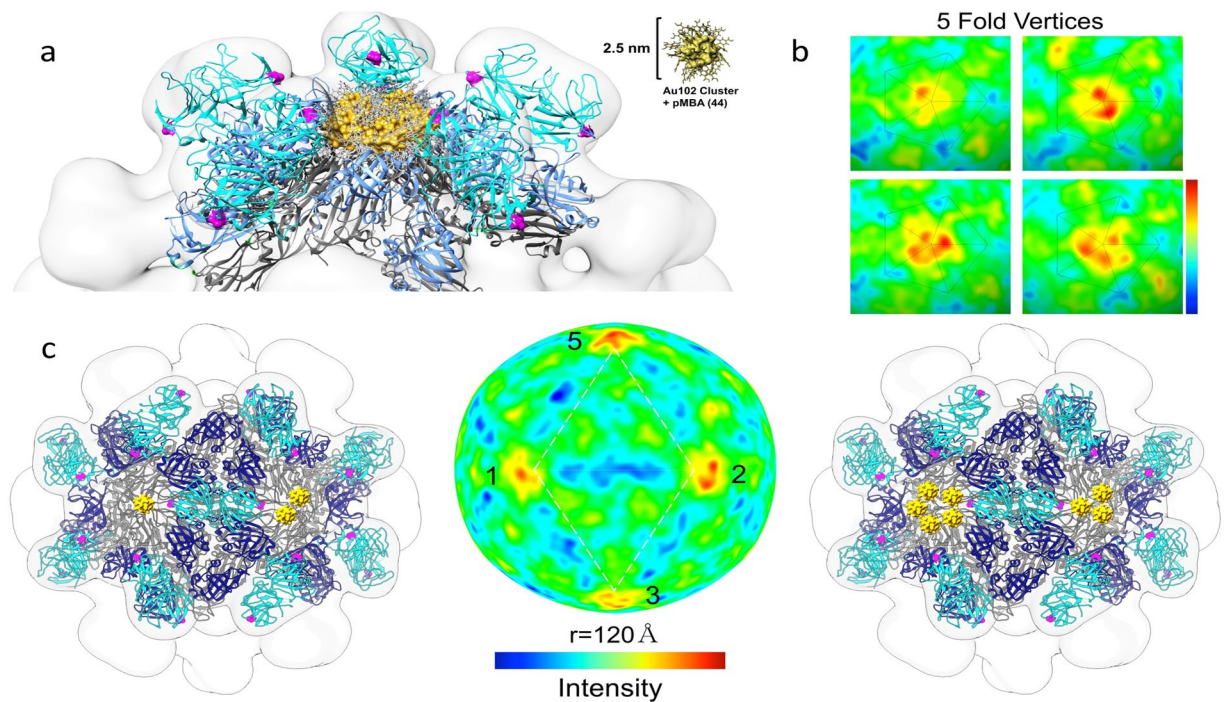 a
2.5 nm
Au102 Cluster
+ pMBA (44)
b
5 Fold Vertices
c
5
1
2
3
r=120 Å
Intensity